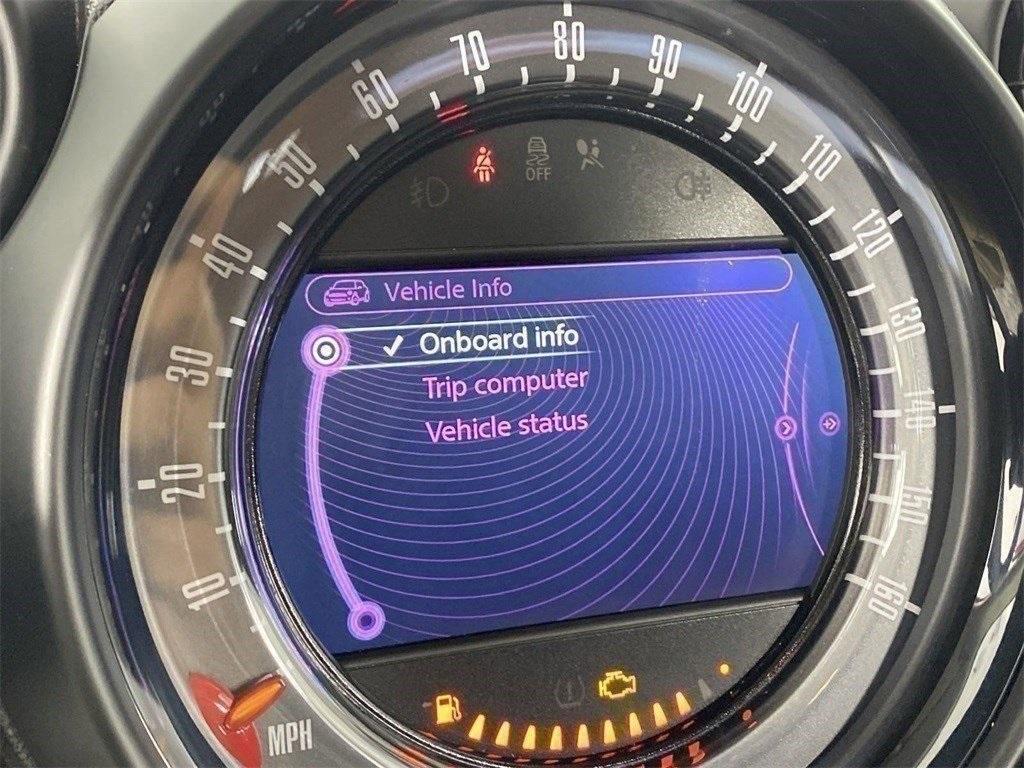 10
20
30
40
50
60
70
80
90
100
110
120
130
140
150
160
MPH
OFF
Vehicle Info
Onboard info
Trip computer
Vehicle status